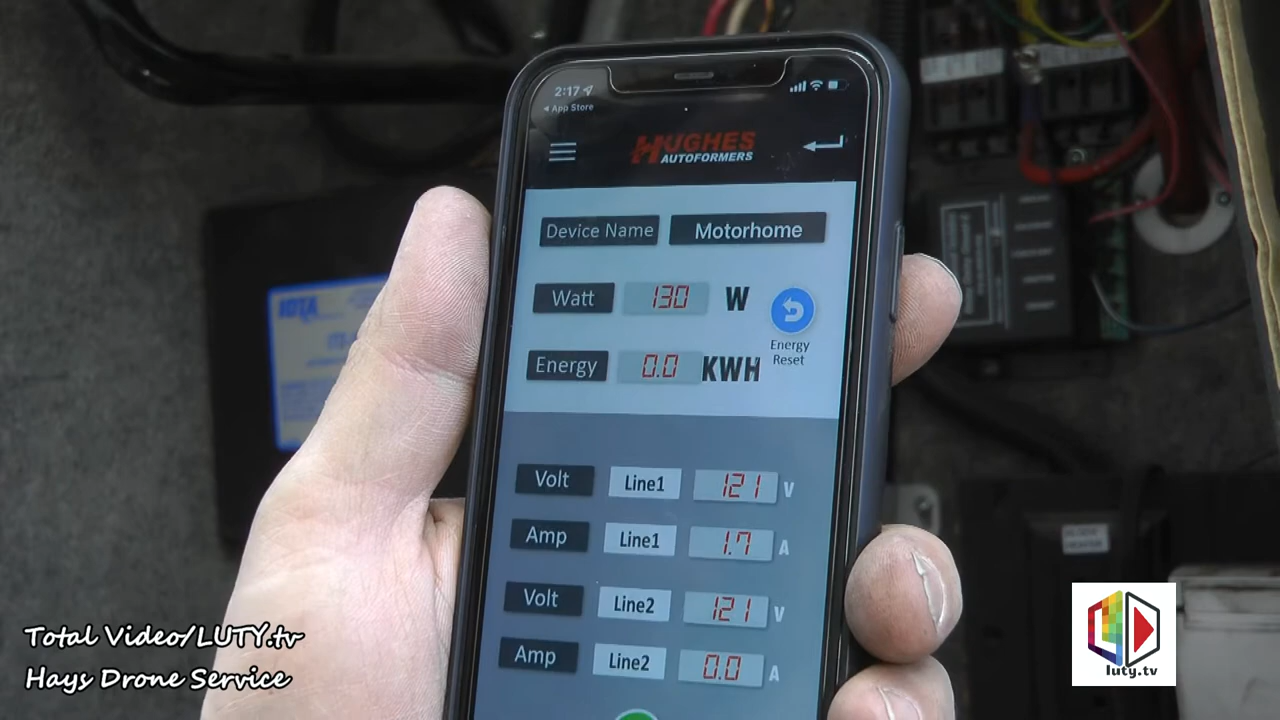 2:17
App Store
HUGHES
AUTOFORMERS
Device Name Motorhome
Watt 130 W
Energy 0.0 KWH
Energy
Reset
Volt Line1 121 V
Amp Line1 1.7 A
Volt Line2 121 V
Amp Line2 0.0 A
IOTA
Total Video/LUTY.tv
Hays Drone Service
luty.tv